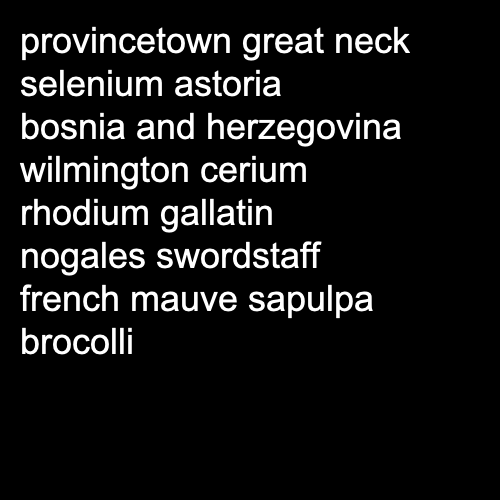 provincetown great neck
selenium astoria
bosnia and herzegovina
wilmington cerium
rhodium gallatin
nogales swordstaff
french mauve sapulpa
brocolli